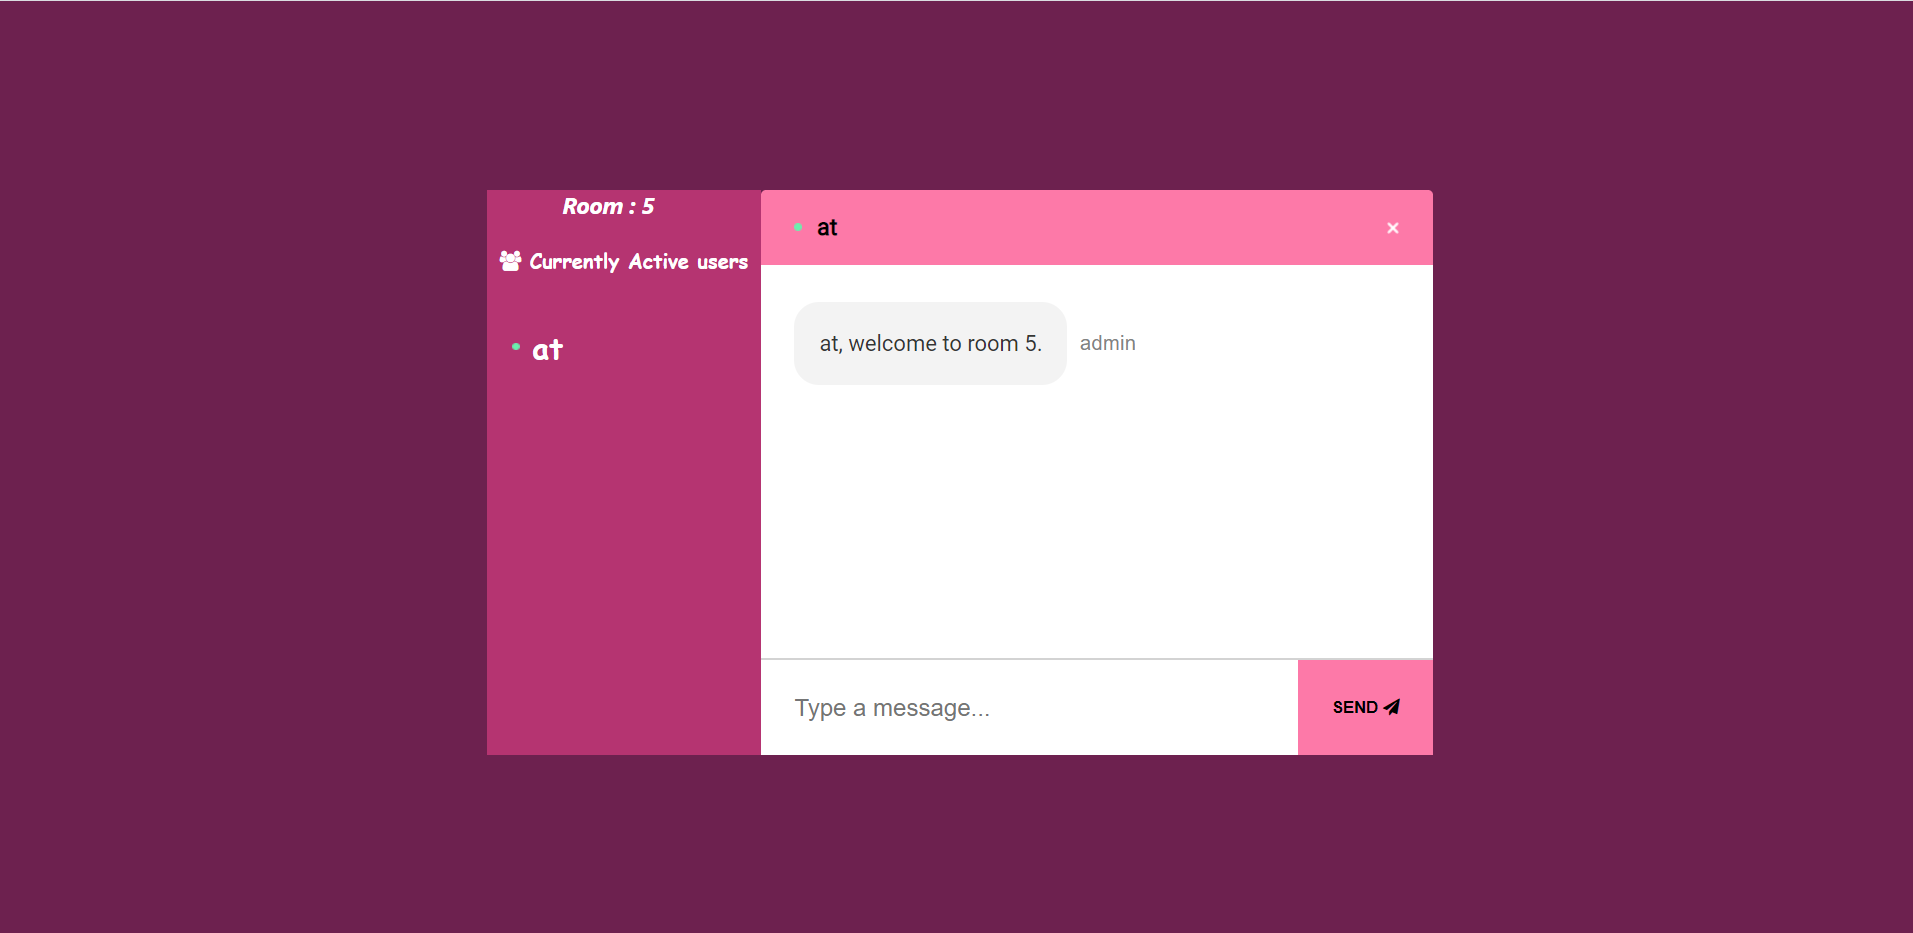 Room : 5
Currently Active users
at
at
×
at, welcome to room 5.
admin
Type a message...
SEND